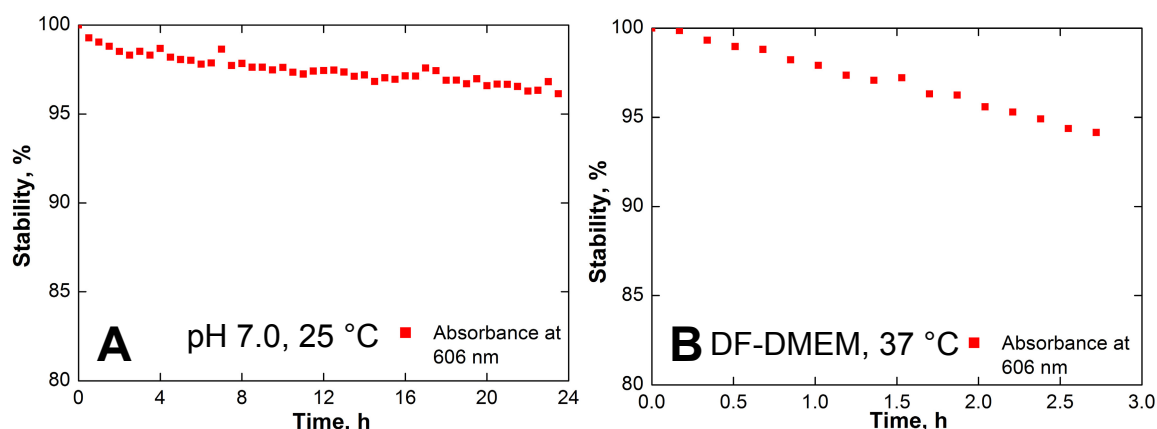 Stability, %
100
95
90
85
80
A
pH 7.0, 25 °C
Absorbance at
606 nm
0
4
8
12
16
20
24
Time, h
Stability, %
100
95
90
85
80
B
DF-DMEM, 37 °C
Absorbance at
606 nm
0.0
0.5
1.0
1.5
2.0
2.5
3.0
Time, h